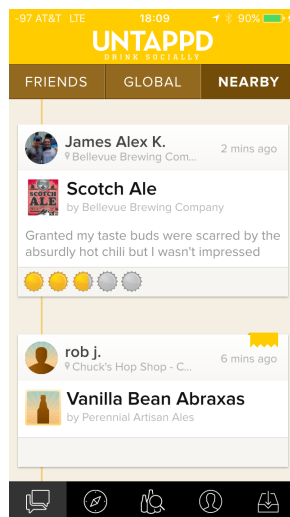 -97 AT&T LTE 18:09 90%
UNTAPPD
DRINK SOCIALLY
FRIENDS GLOBAL NEARBY
James Alex K. 2 mins ago
Bellevue Brewing Com...
SCOTCH
ALE
Scotch Ale
by Bellevue Brewing Company
Granted my taste buds were scarred by the
absurdly hot chili but I wasn't impressed
rob j. 6 mins ago
Chuck's Hop Shop - C...
Vanilla Bean Abraxas
by Perennial Artisan Ales